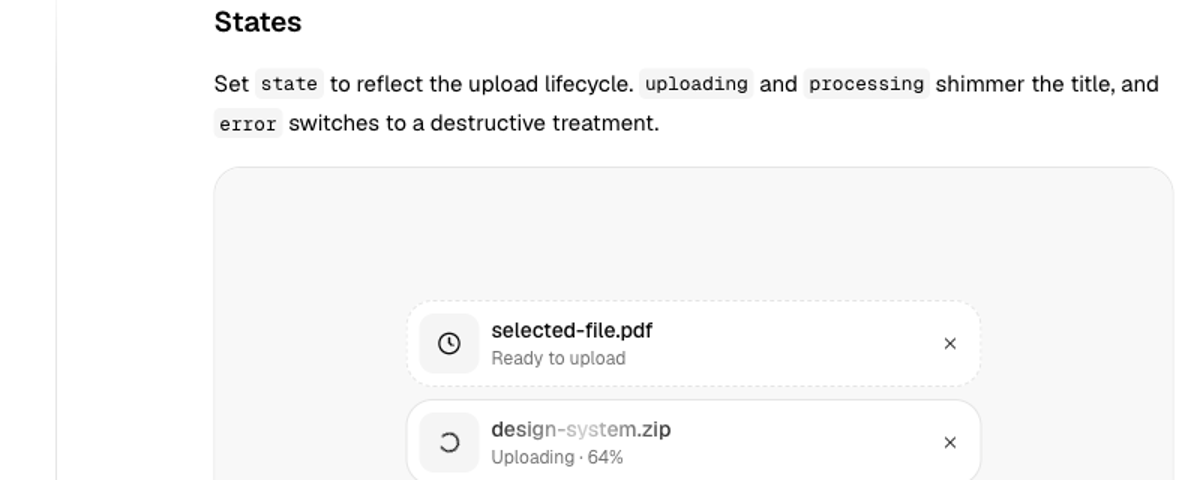 States
Set state to reflect the upload lifecycle. uploading and processing shimmer the title, and
error switches to a destructive treatment.
selected-file.pdf
Ready to upload
design-system.zip
Uploading · 64%